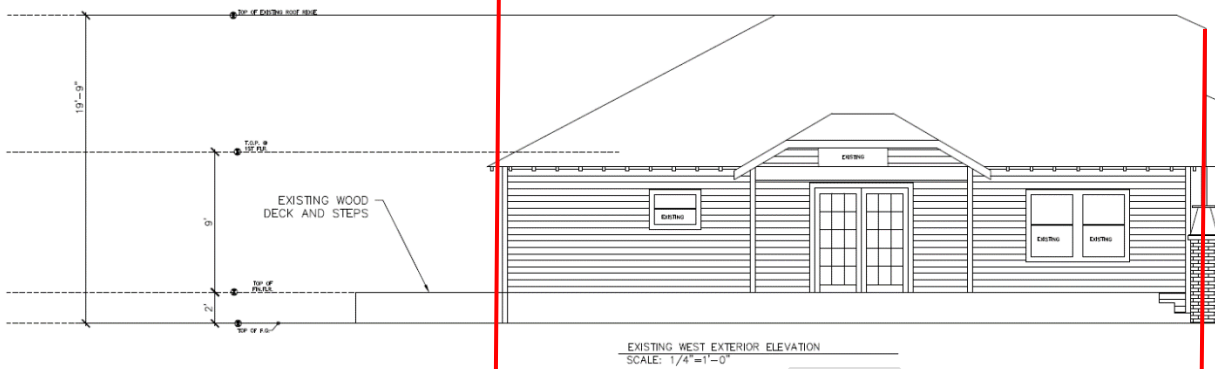 TOP OF EXISTING ROOF RIDGE
19'-9"
T.O.P. @
1ST FLR.
EXISTING
EXISTING WOOD
DECK AND STEPS
EXISTING
9'
EXISTING
EXISTING
TOP OF
FIN.FLR.
2'
TOP OF F.G.
EXISTING WEST EXTERIOR ELEVATION
SCALE: 1/4"=1'-0"